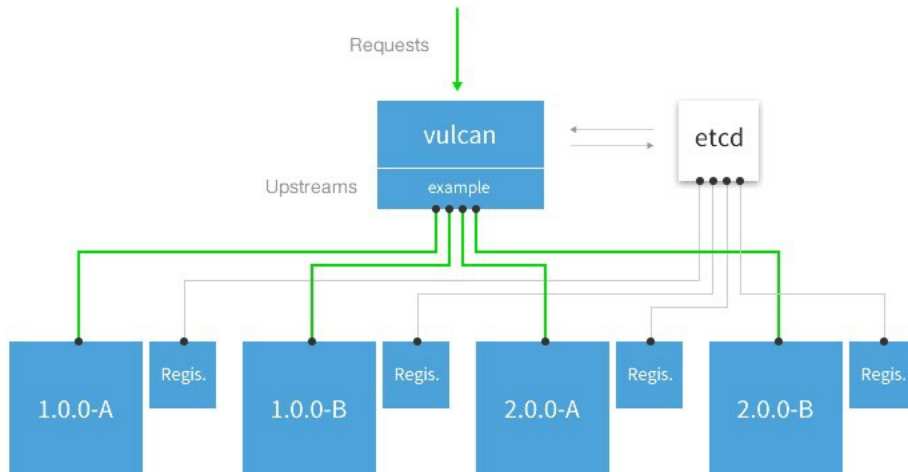 Requests
vulcan
etcd
Upstreams
example
1.0.0-A
Regis.
1.0.0-B
Regis.
2.0.0-A
Regis.
2.0.0-B
Regis.